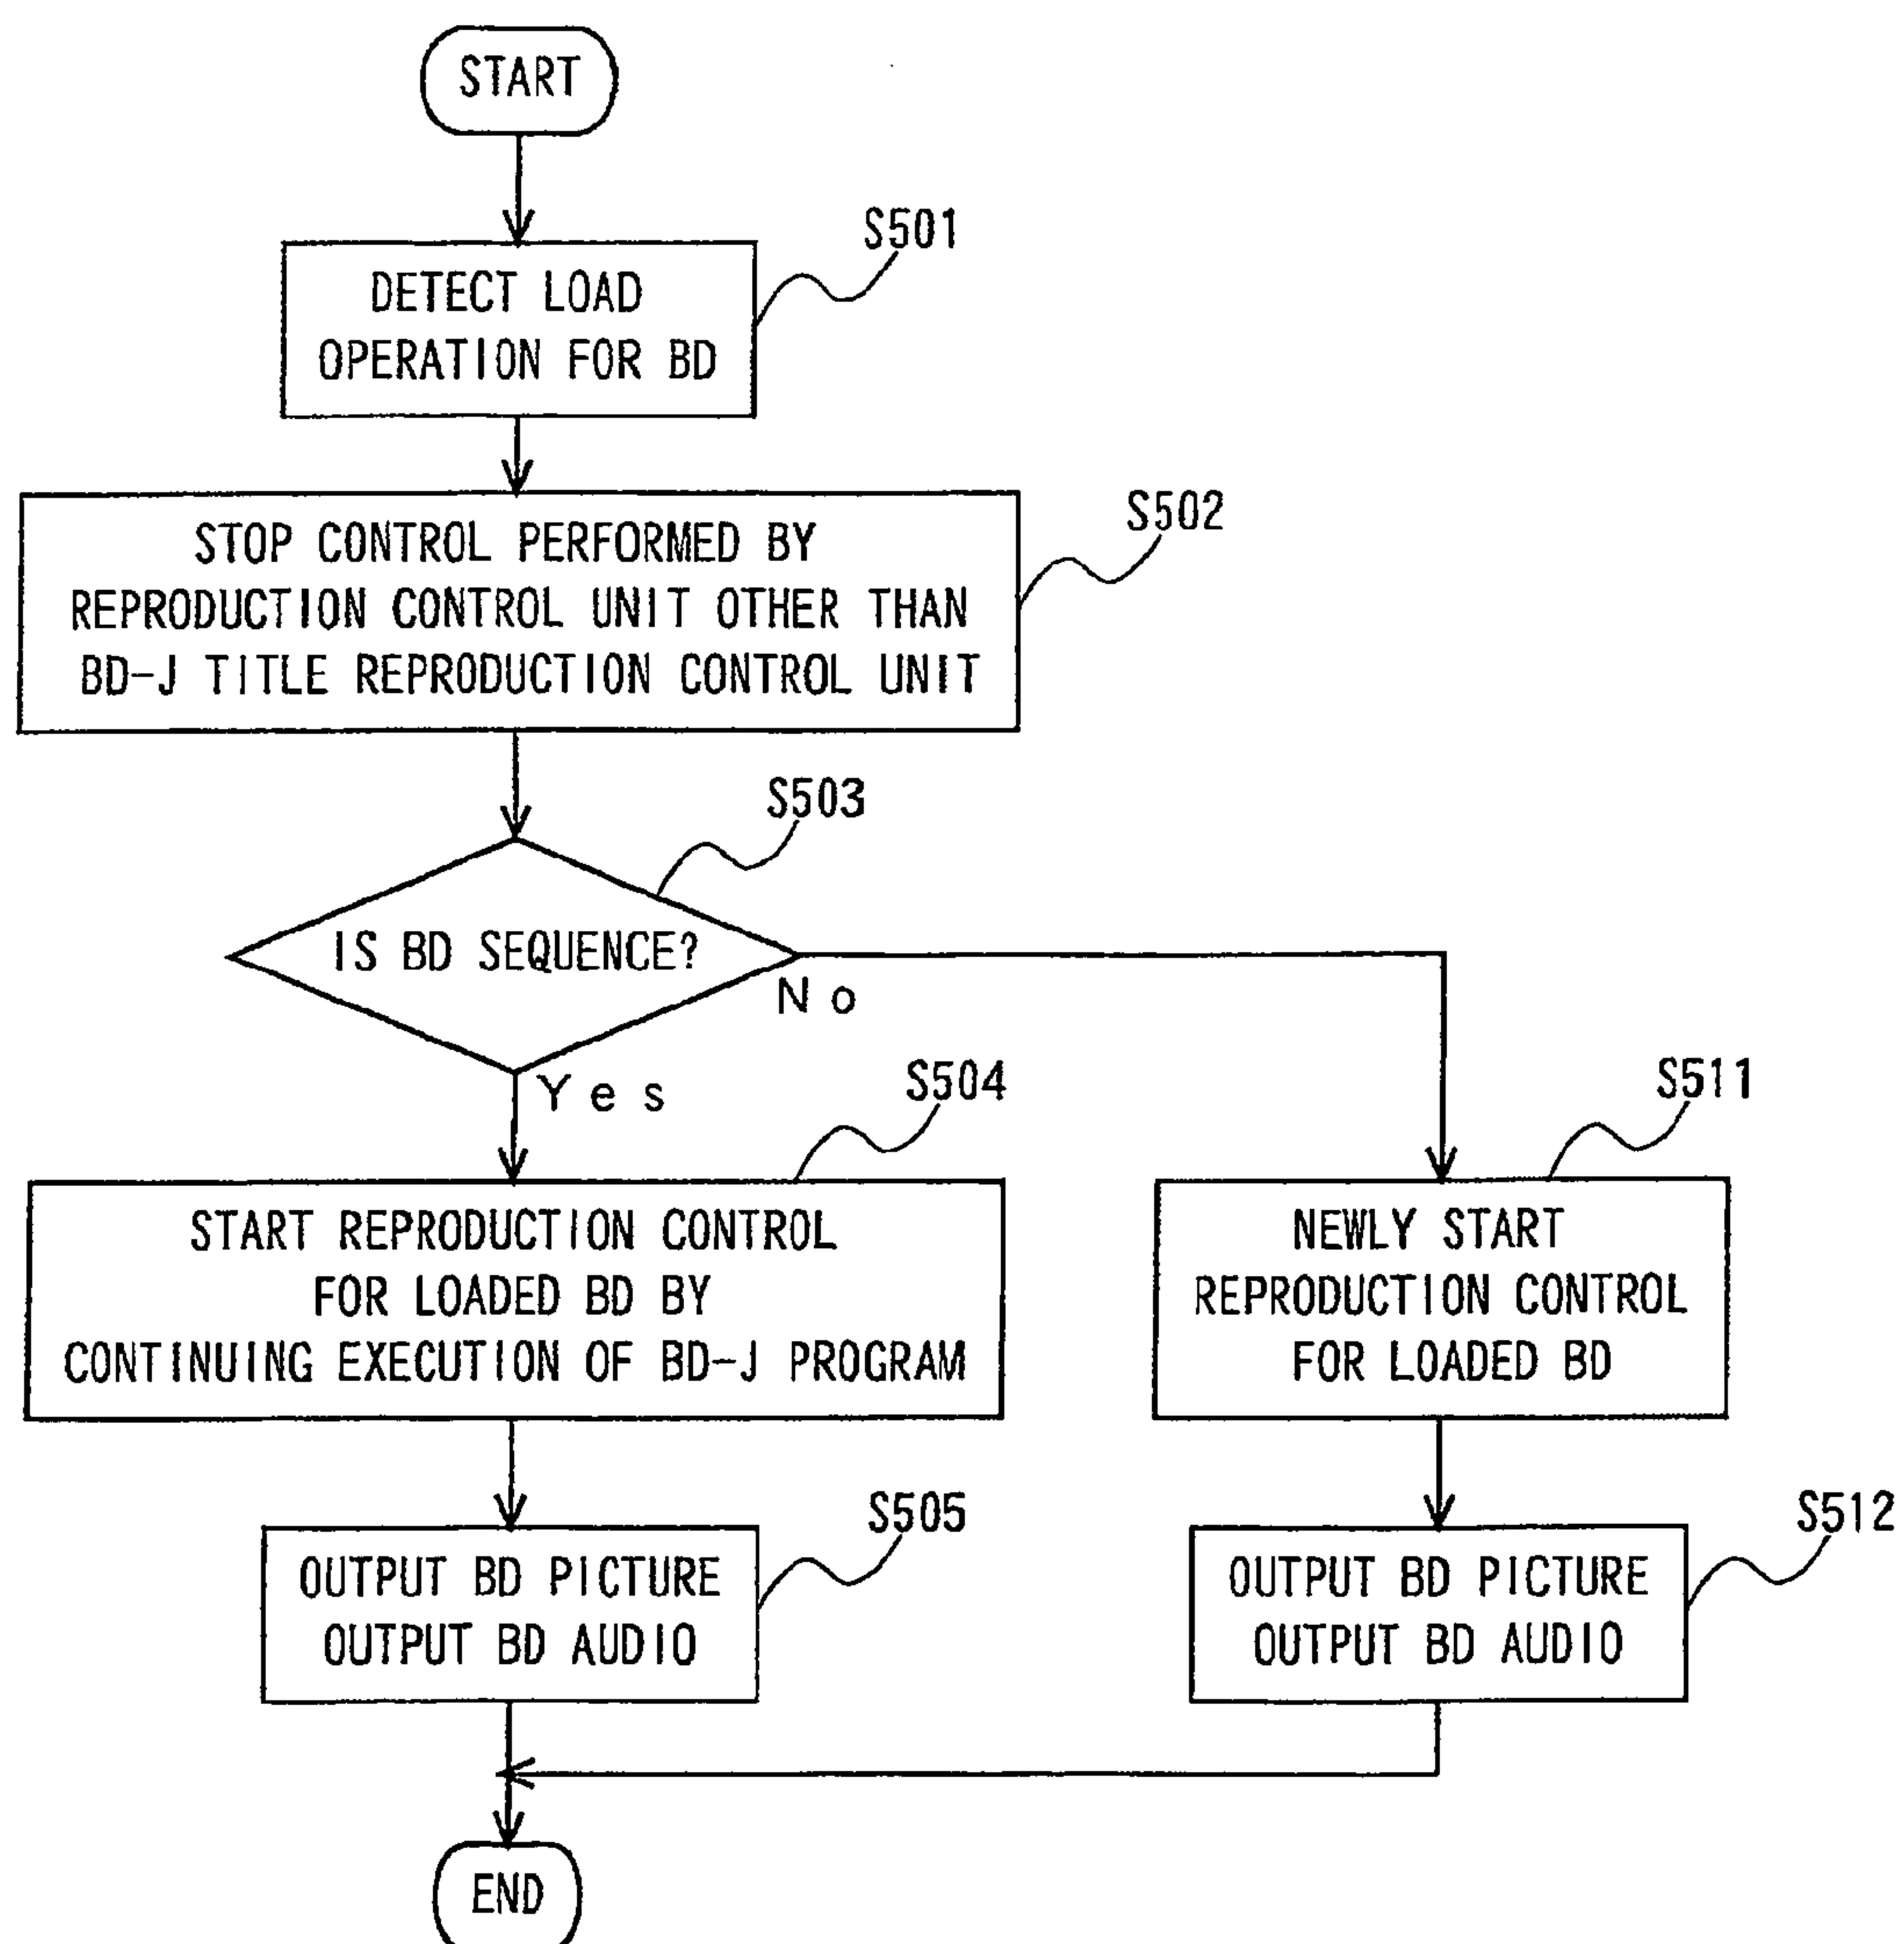 START
S501
DETECT LOAD
OPERATION FOR BD
S502
STOP CONTROL PERFORMED BY
REPRODUCTION CONTROL UNIT OTHER THAN
BD-J TITLE REPRODUCTION CONTROL UNIT
S503
IS BD SEQUENCE?
No
Yes
S504
START REPRODUCTION CONTROL
FOR LOADED BD BY
CONTINUING EXECUTION OF BD-J PROGRAM
S511
NEWLY START
REPRODUCTION CONTROL
FOR LOADED BD
S505
OUTPUT BD PICTURE
OUTPUT BD AUDIO
S512
OUTPUT BD PICTURE
OUTPUT BD AUDIO
END